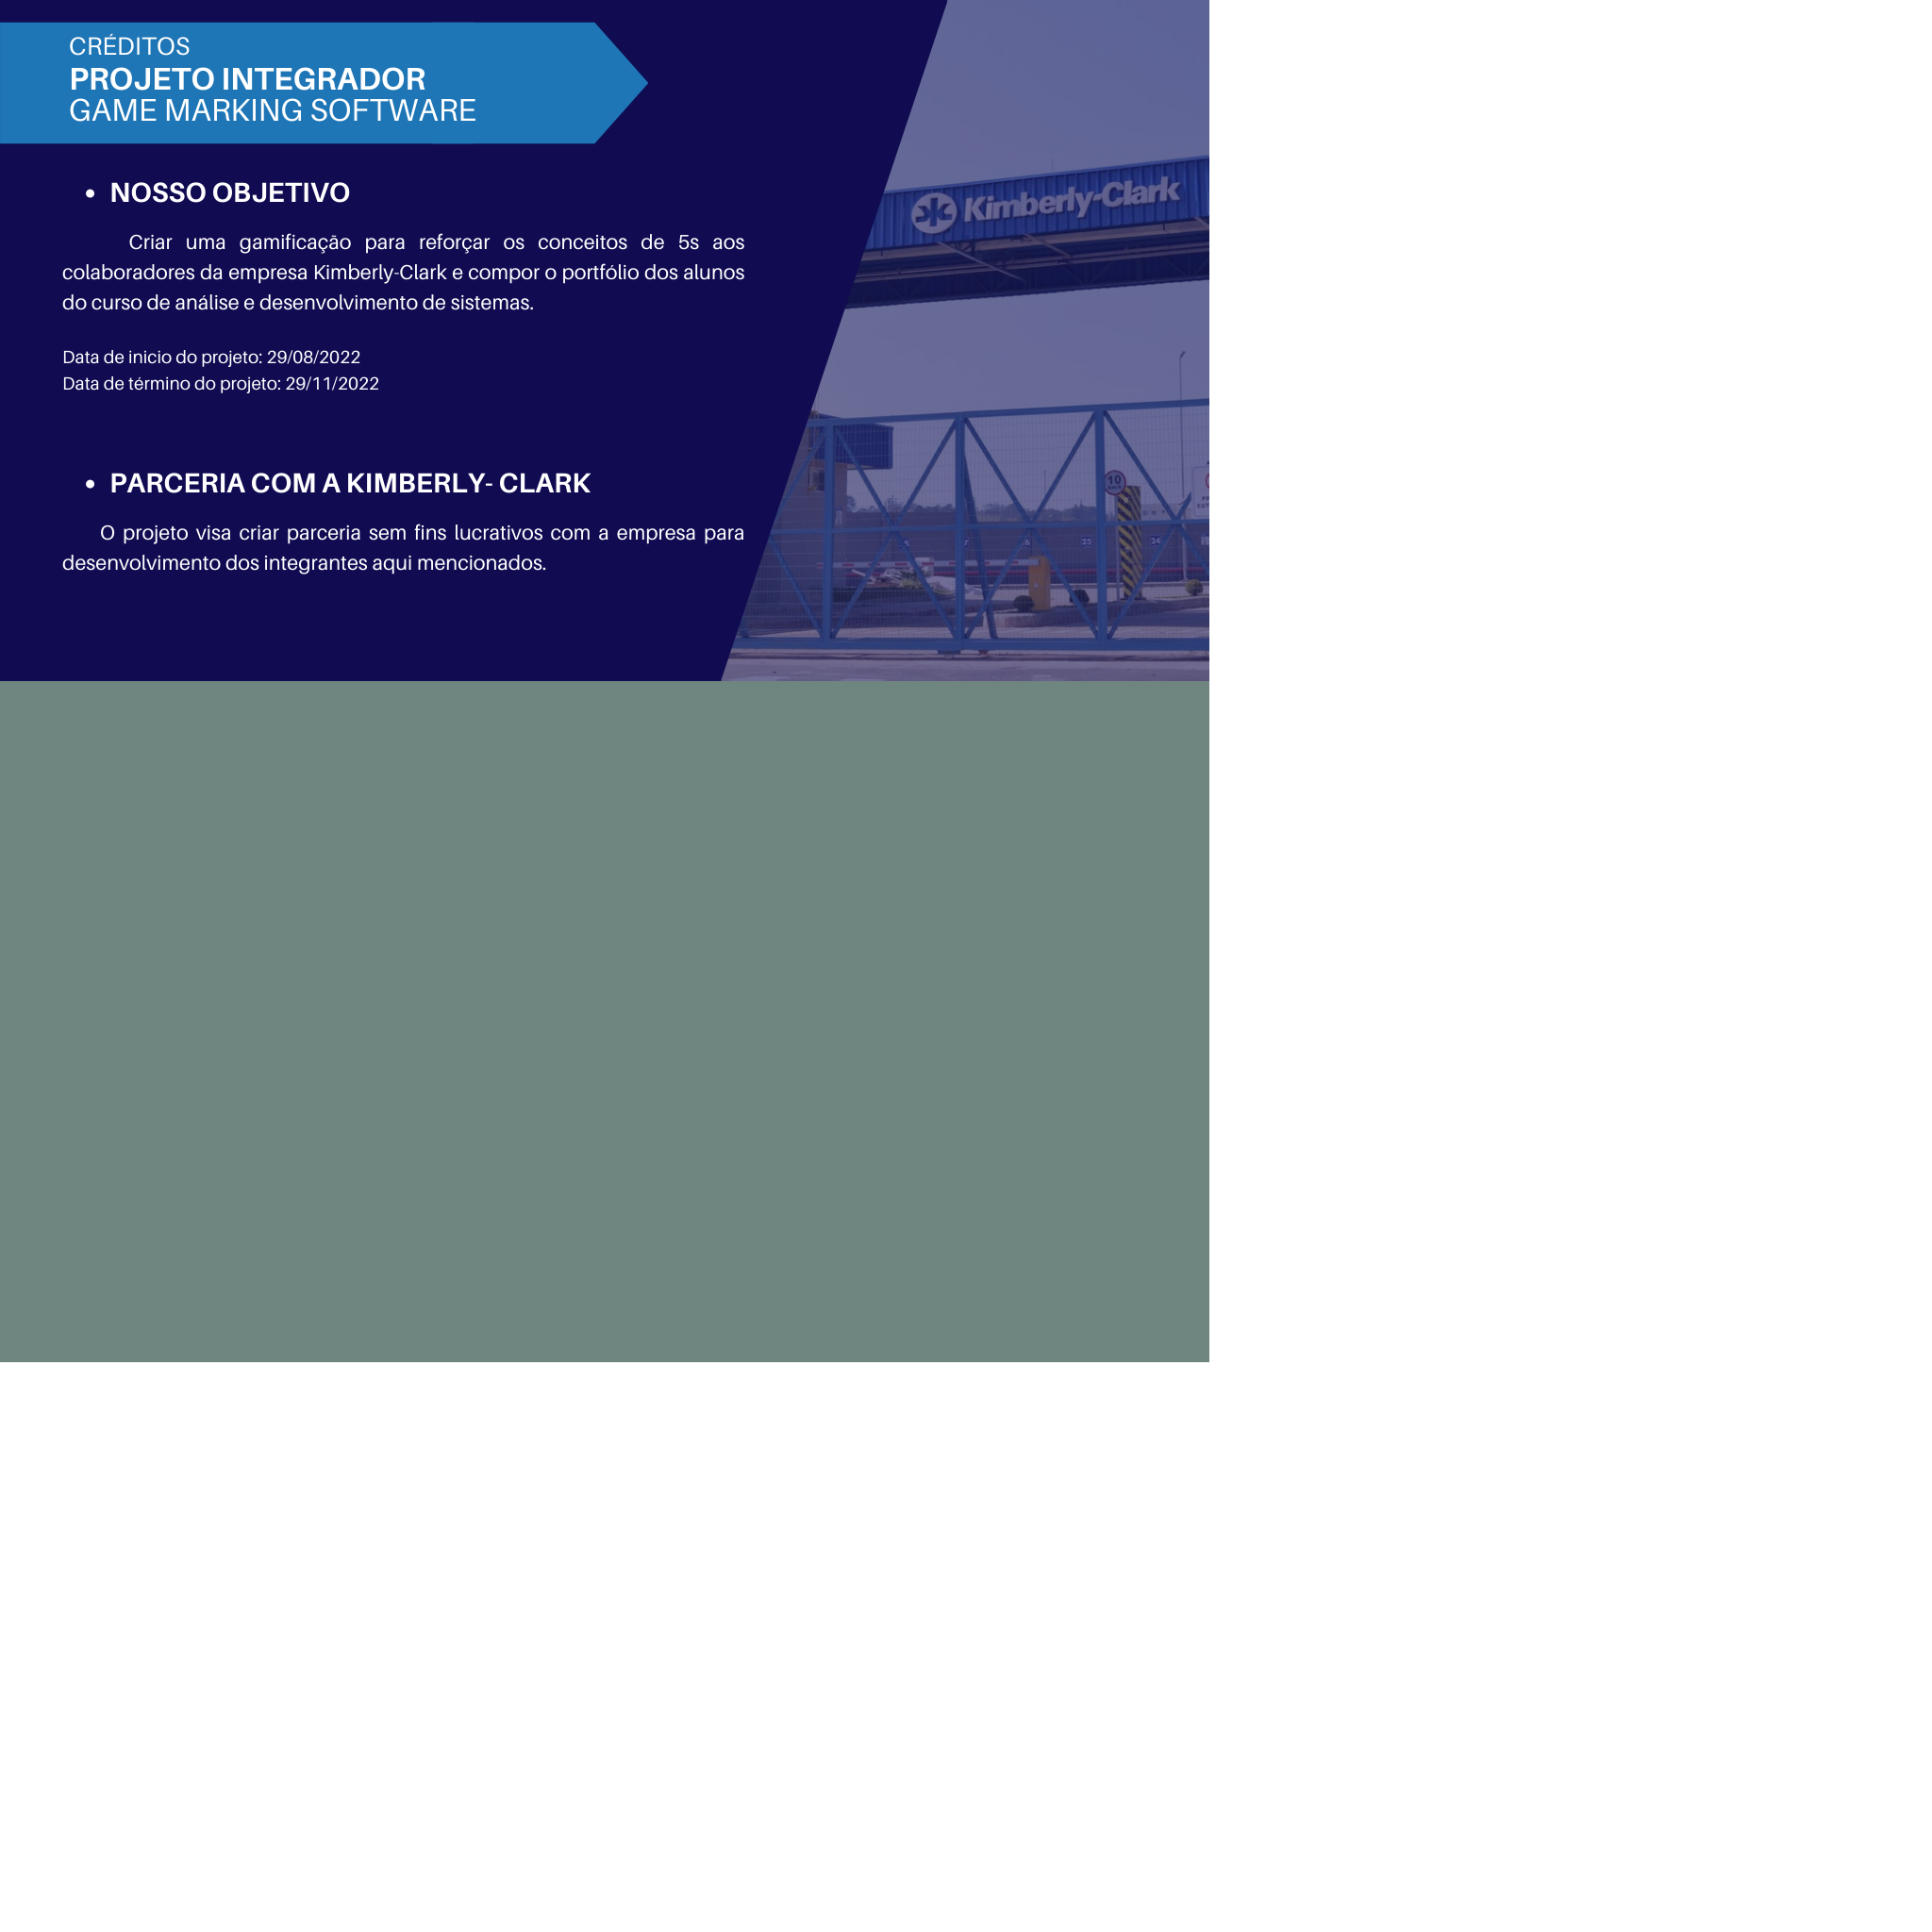 CRÉDITOS
PROJETO INTEGRADOR
GAME MARKING SOFTWARE
• NOSSO OBJETIVO
Criar uma gamificação para reforçar os conceitos de 5s aos
colaboradores da empresa Kimberly-Clark e compor o portfólio dos alunos
do curso de análise e desenvolvimento de sistemas.
Data de inicio do projeto: 29/08/2022
Data de término do projeto: 29/11/2022
• PARCERIA COM A KIMBERLY- CLARK
O projeto visa criar parceria sem fins lucrativos com a empresa para
desenvolvimento dos integrantes aqui mencionados.
Kimberly-Clark
10
25
24